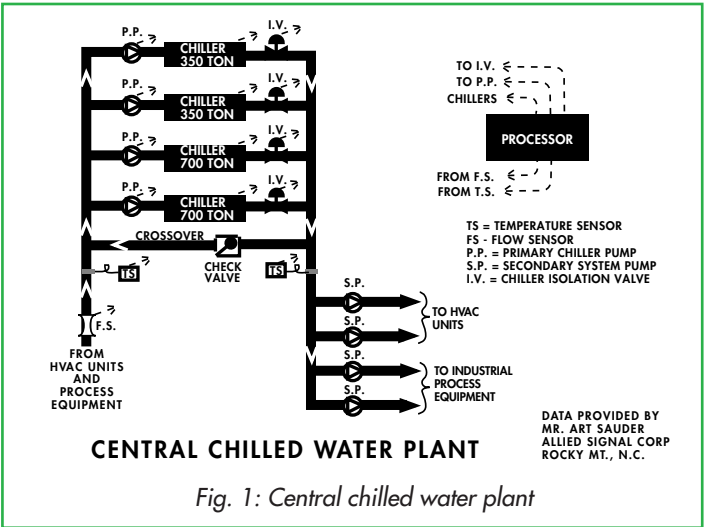 P.P.
CHILLER
350 TON
I.V.
P.P.
CHILLER
350 TON
I.V.
P.P.
CHILLER
700 TON
I.V.
P.P.
CHILLER
700 TON
I.V.
CROSSOVER
CHECK
VALVE
TS
TS
F.S.
FROM
HVAC UNITS
AND
PROCESS
EQUIPMENT
S.P.
S.P.
TO HVAC
UNITS
S.P.
S.P.
TO INDUSTRIAL
PROCESS
EQUIPMENT
TO I.V.
TO P.P.
CHILLERS
PROCESSOR
FROM F.S.
FROM T.S.
TS = TEMPERATURE SENSOR
FS - FLOW SENSOR
P.P. = PRIMARY CHILLER PUMP
S.P. = SECONDARY SYSTEM PUMP
I.V. = CHILLER ISOLATION VALVE
DATA PROVIDED BY
MR. ART SAUDER
ALLIED SIGNAL CORP
ROCKY MT., N.C.
CENTRAL CHILLED WATER PLANT
Fig. 1: Central chilled water plant